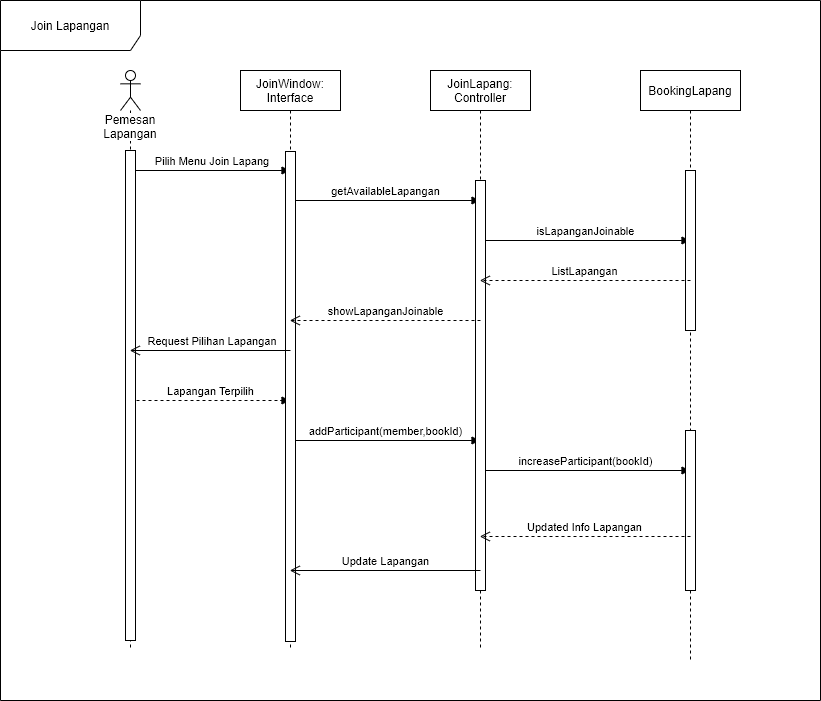 Join Lapangan
JoinWindow:
Interface
JoinLapang:
Controller
BookingLapang
Pemesan
Lapangan
Pilih Menu Join Lapang
getAvailableLapangan
isLapanganJoinable
ListLapangan
showLapanganJoinable
Request Pilihan Lapangan
Lapangan Terpilih
addParticipant(member,bookId)
increaseParticipant(bookId)
Updated Info Lapangan
Update Lapangan